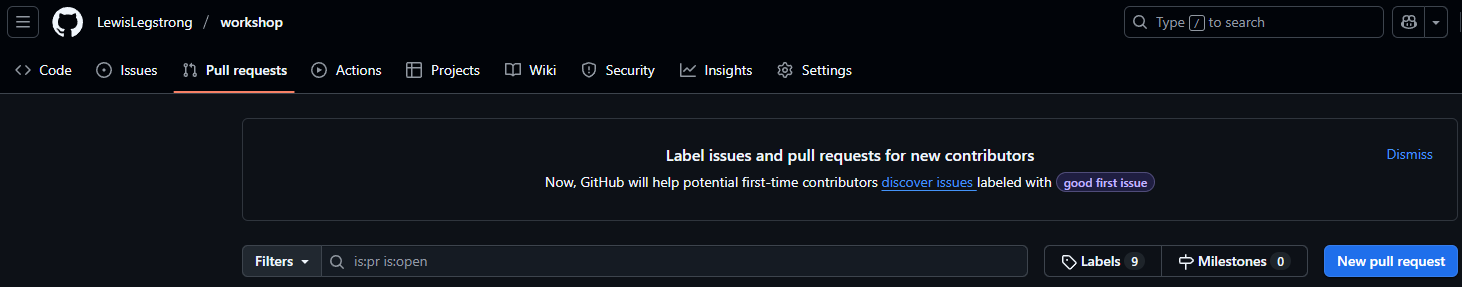 LewisLegstrong / workshop
Type / to search
Code Issues Pull requests Actions Projects Wiki Security Insights Settings
Label issues and pull requests for new contributors
Dismiss
Now, GitHub will help potential first-time contributors discover issues labeled with good first issue
Filters is:pr is:open Labels 9 Milestones 0 New pull request